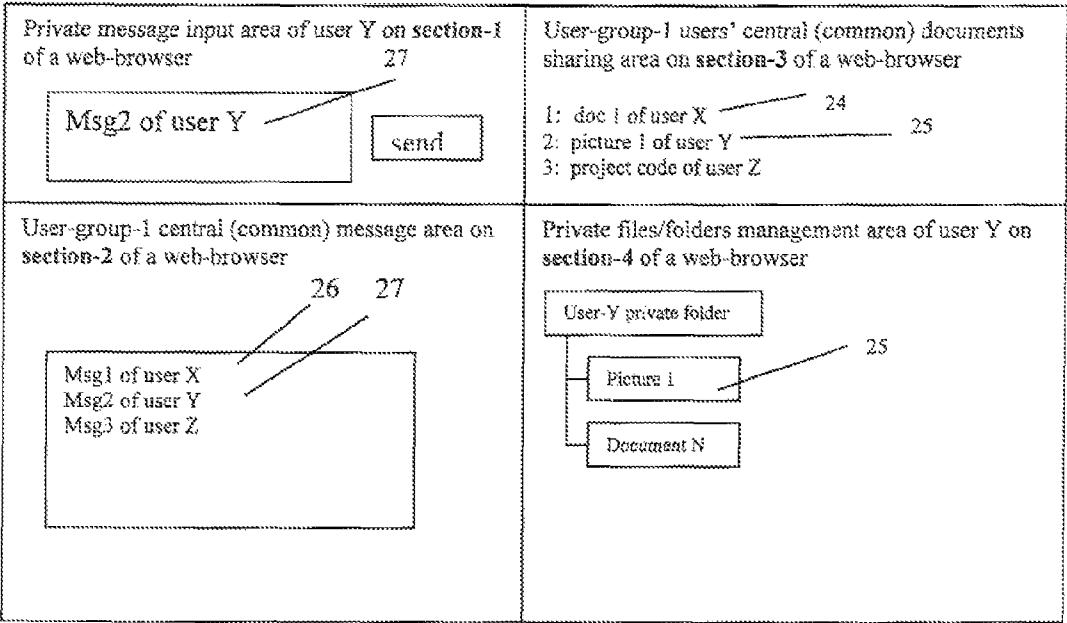 Private message input area of user Y on section-1
of a web-browser
27
Msg2 of user Y
send
User-group-1 users' central (common) documents
sharing area on section-3 of a web-browser
1: doc 1 of user X
24
2: picture 1 of user Y
25
3: project code of user Z
User-group-1 central (common) message area on
section-2 of a web-browser
26
27
Msg1 of user X
Msg2 of user Y
Msg3 of user Z
Private files/folders management area of user Y on
section-4 of a web-browser
User-Y private folder
25
Picture 1
Document N